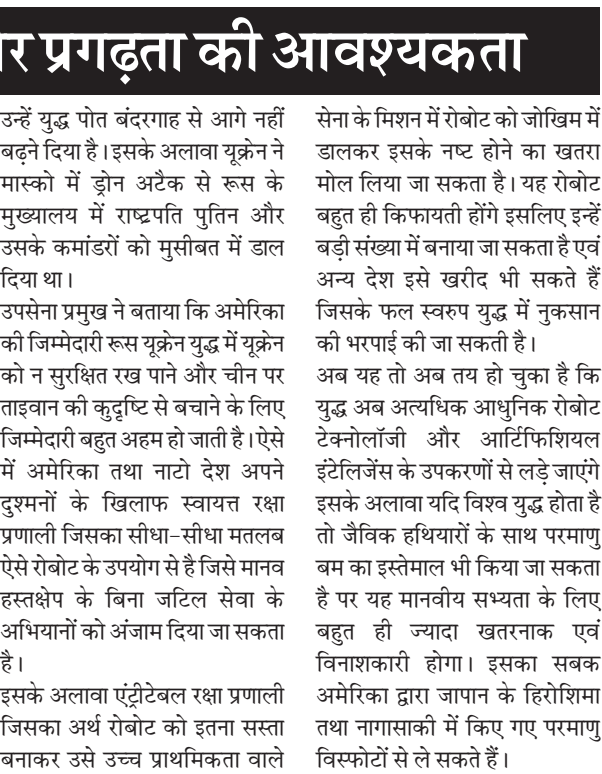 र प्रगढ़ता की आवश्यकता
उन्हें युद्ध पोत बंदरगाह से आगे नहीं
बढ़ने दिया है। इसके अलावा यूक्रेन ने
मास्को में ड्रोन अटैक से रूस के
मुख्यालय में राष्ट्रपति पुतिन और
उसके कमांडरों को मुसीबत में डाल
दिया था।
उपसेना प्रमुख ने बताया कि अमेरिका
की जिम्मेदारी रूस यूक्रेन युद्ध में यूक्रेन
को न सुरक्षित रख पाने और चीन पर
ताइवान की कुदृष्टि से बचाने के लिए
जिम्मेदारी बहुत अहम हो जाती है। ऐसे
में अमेरिका तथा नाटो देश अपने
दुश्मनों के खिलाफ स्वायत्त रक्षा
प्रणाली जिसका सीधा-सीधा मतलब
ऐसे रोबोट के उपयोग से है जिसे मानव
हस्तक्षेप के बिना जटिल सेवा के
अभियानों को अंजाम दिया जा सकता
है।
इसके अलावा एंट्रीटेबल रक्षा प्रणाली
जिसका अर्थ रोबोट को इतना सस्ता
बनाकर उसे उच्च प्राथमिकता वाले
सेना के मिशन में रोबोट को जोखिम में
डालकर इसके नष्ट होने का खतरा
मोल लिया जा सकता है। यह रोबोट
बहुत ही किफायती होंगे इसलिए इन्हें
बड़ी संख्या में बनाया जा सकता है एवं
अन्य देश इसे खरीद भी सकते हैं
जिसके फल स्वरुप युद्ध में नुकसान
की भरपाई की जा सकती है।
अब यह तो अब तय हो चुका है कि
युद्ध अब अत्यधिक आधुनिक रोबोट
टेक्नोलॉजी और आर्टिफिशियल
इंटेलिजेंस के उपकरणों से लड़े जाएंगे
इसके अलावा यदि विश्व युद्ध होता है
तो जैविक हथियारों के साथ परमाणु
बम का इस्तेमाल भी किया जा सकता
है पर यह मानवीय सभ्यता के लिए
बहुत ही ज्यादा खतरनाक एवं
विनाशकारी होगा। इसका सबक
अमेरिका द्वारा जापान के हिरोशिमा
तथा नागासाकी में किए गए परमाणु
विस्फोटों से ले सकते हैं।